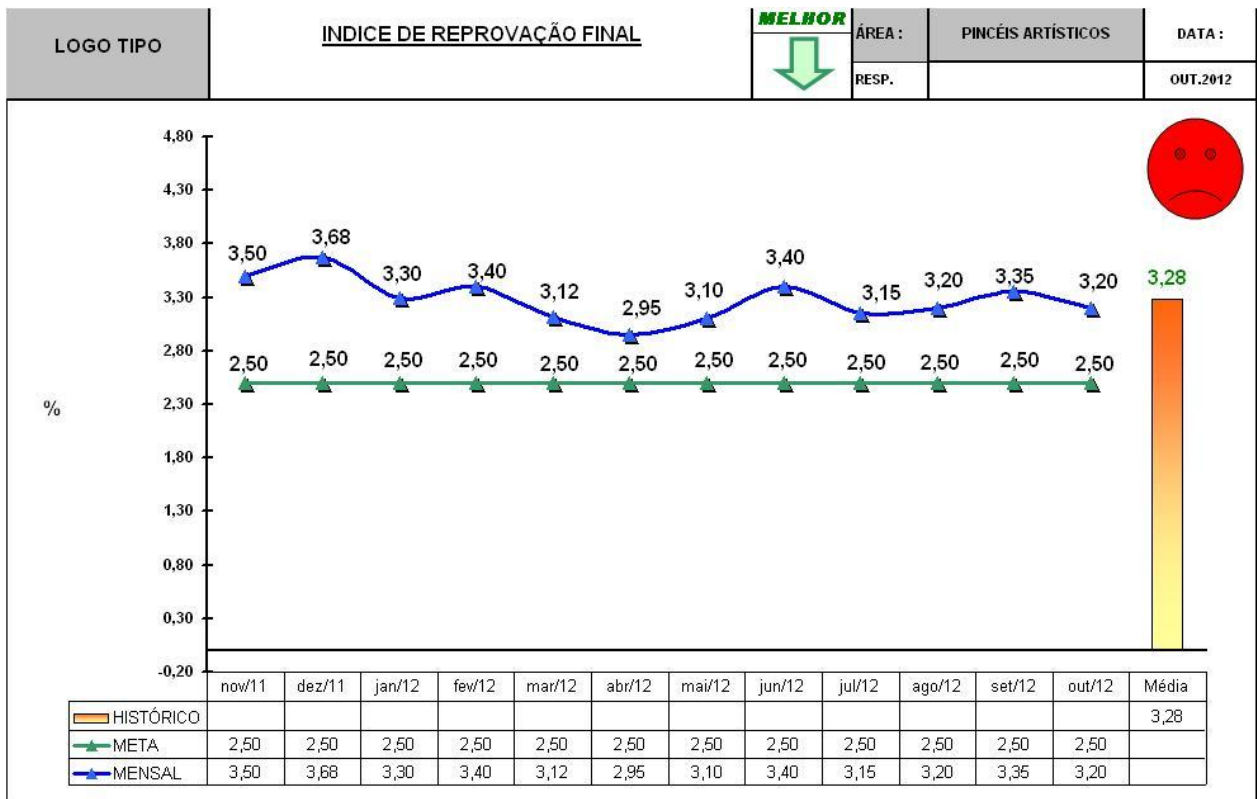 LOGO TIPO
INDICE DE REPROVAÇÃO FINAL
MELHOR
ÁREA :
PINCÉIS ARTÍSTICOS
DATA :
RESP.
OUT.2012
4,80
4,30
3,80
3,30
2,80
2,30
1,80
1,30
0,80
0,30
-0,20
%
3,50 3,68 3,30 3,40 3,12 2,95 3,10 3,40 3,15 3,20 3,35 3,20 3,28
2,50 2,50 2,50 2,50 2,50 2,50 2,50 2,50 2,50 2,50 2,50 2,50
nov/11 dez/11 jan/12 fev/12 mar/12 abr/12 mai/12 jun/12 jul/12 ago/12 set/12 out/12 Média
HISTÓRICO 3,28
META 2,50 2,50 2,50 2,50 2,50 2,50 2,50 2,50 2,50 2,50 2,50 2,50
MENSAL 3,50 3,68 3,30 3,40 3,12 2,95 3,10 3,40 3,15 3,20 3,35 3,20